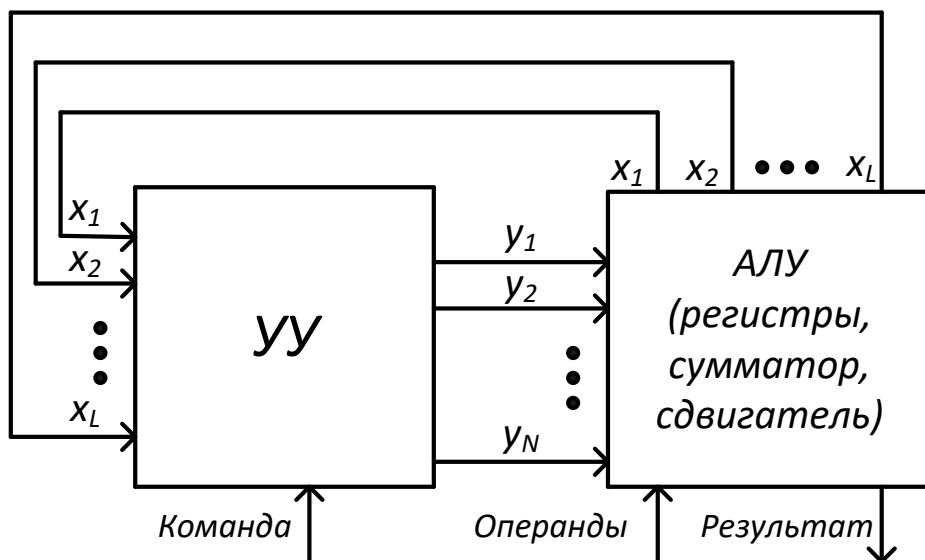 x1 x2 xL
x1
x2
xL
УУ
y1
y2
yN
АЛУ
(регистры,
сумматор,
сдвигатель)
Команда Операнды Результат